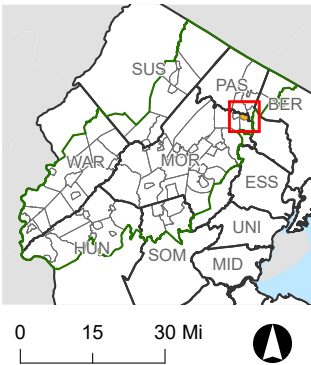 SUS
PAS
BER
WAR
MOR
ESS
HUN
UNI
SOM
MID
0 15 30 Mi